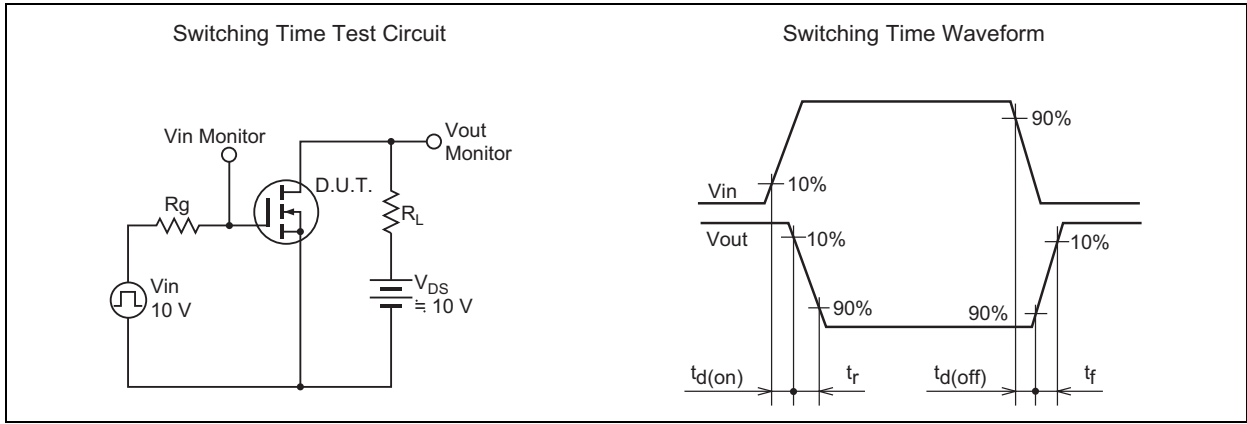 Switching Time Test Circuit
Vin Monitor
Vout
Monitor
D.U.T.
Rg
RL
Vin
10 V
VDS
≒ 10 V
Switching Time Waveform
90%
10%
Vin
Vout
10%
10%
90%
90%
td(on)
tr
td(off)
tf